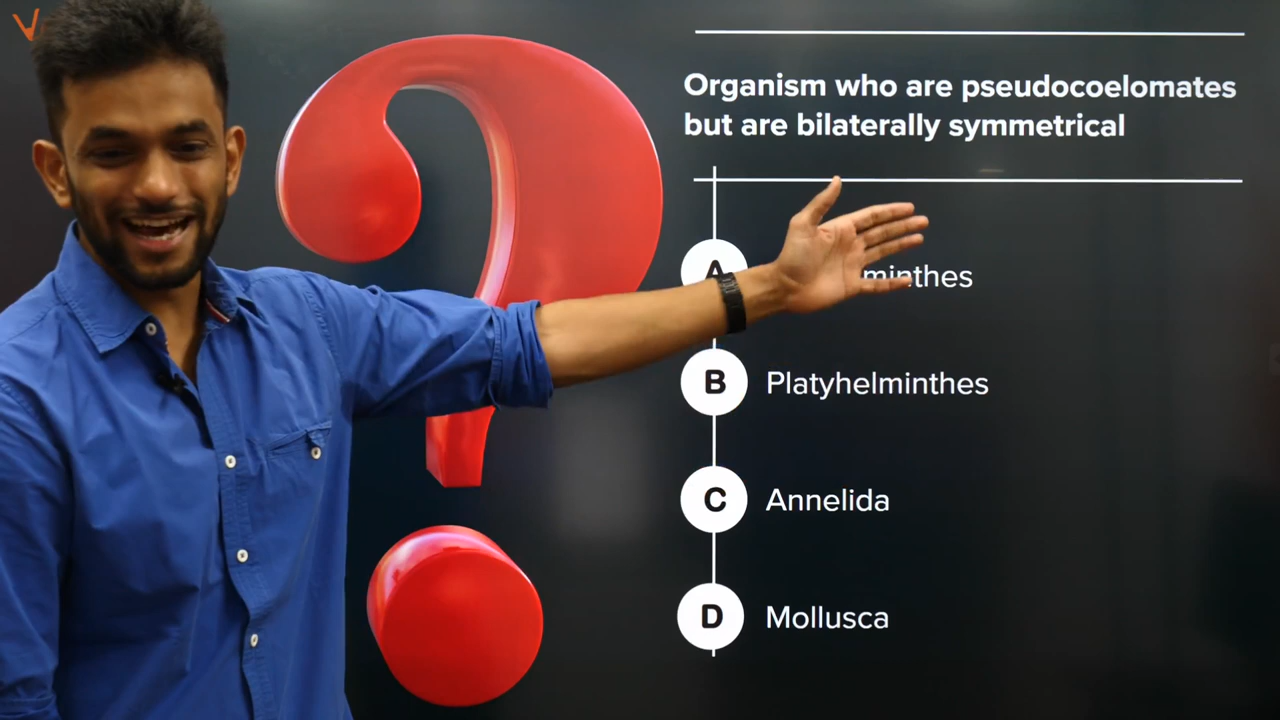 Organism who are pseudocoelomates
but are bilaterally symmetrical
A
minthes
B Platyhelminthes
C Annelida
D Mollusca